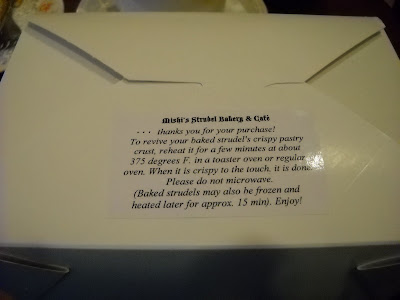 Mishi's Strudel Bakery & Café
- - - thanks you for your purchase!
To revive your baked strudel's crispy pastry
crust, reheat it for a few minutes at about
375 degrees F. in a toaster oven or regular
oven. When it is crispy to the touch, it is done.
Please do not microwave.
(Baked strudels may also be frozen and
heated later for approx. 15 min). Enjoy!